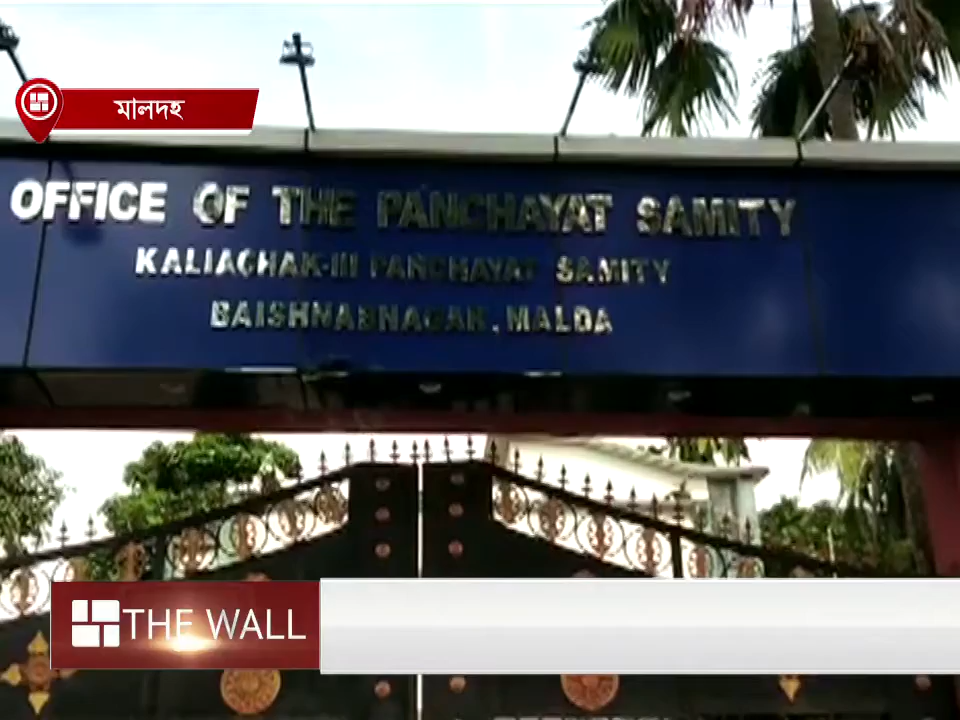 মালদহ
OFFICE OF THE PANCHAYAT SAMITY
KALIACHAK-III PANCHAYAT SAMITY
BAISHNABNAGAR, MALDA
THE WALL